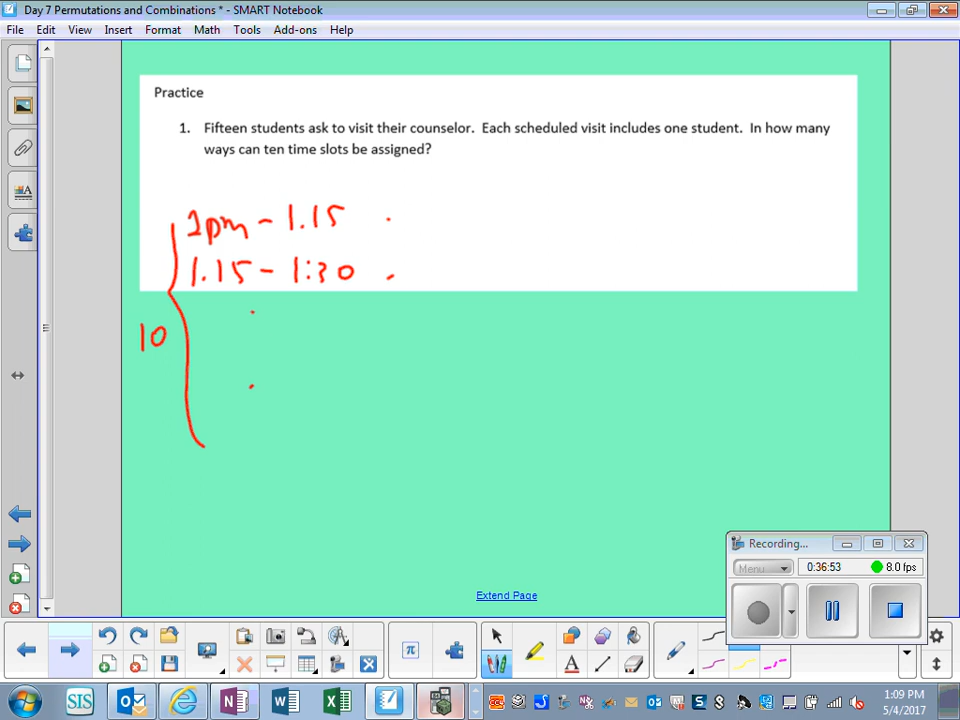 Day 7 Permutations and Combinations * - SMART Notebook
File Edit View Insert Format Math Tools Add-ons Help
Practice
1. Fifteen students ask to visit their counselor. Each scheduled visit includes one student. In how many
ways can ten time slots be assigned?
1pm - 1.15 .
1.15 - 1:30 .
10
Recording...
Menu 0:36:53 8.0 fps
Extend Page
π
A
SIS
1:09 PM
5/4/2017